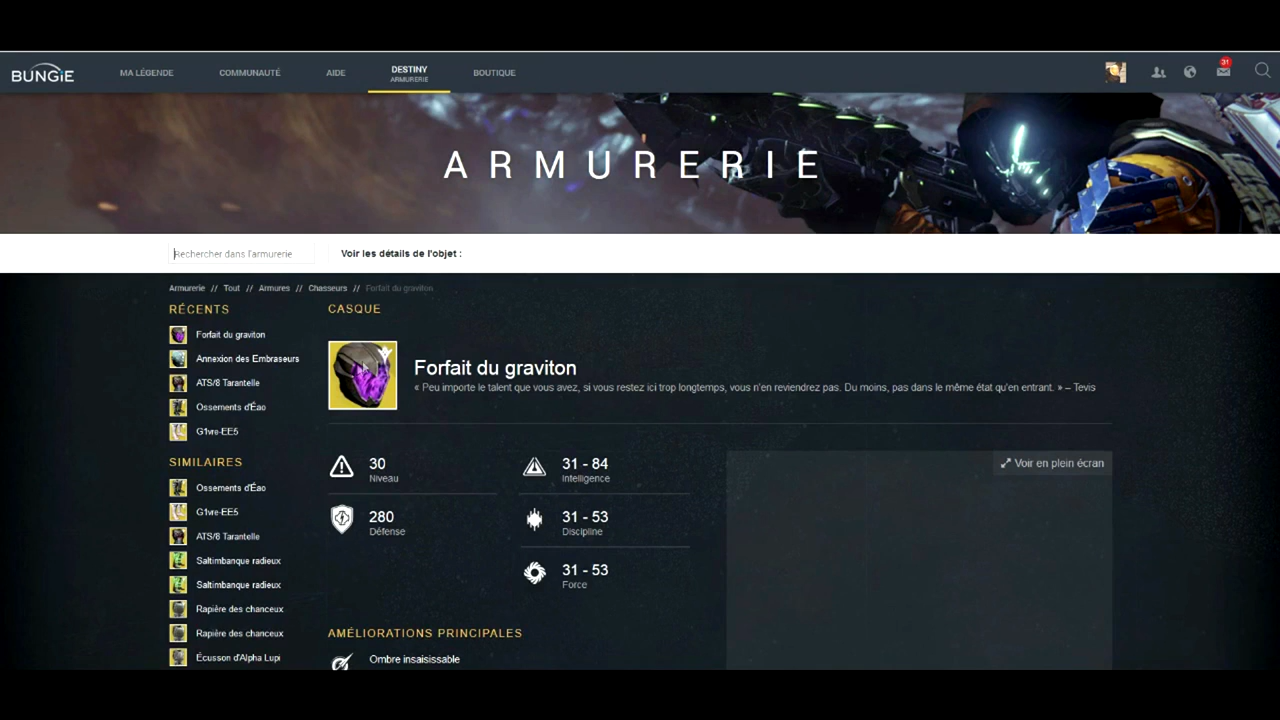 BUNGiE
MA LÉGENDE
COMMUNAUTÉ
AIDE
DESTINY
ARMURERIE
BOUTIQUE
31
ARMURERIE
Rechercher dans l'armurerie
Voir les détails de l'objet :
Armurerie // Tout // Armures // Chasseurs // Forfait du graviton
RÉCENTS
Forfait du graviton
Annexion des Embraseurs
ATS/8 Tarantelle
Ossements d'Éao
G1vre-EE5
SIMILAIRES
Ossements d'Éao
G1vre-EE5
ATS/8 Tarantelle
Saltimbanque radieux
Saltimbanque radieux
Rapière des chanceux
Rapière des chanceux
Écusson d'Alpha Lupi
CASQUE
Forfait du graviton
« Peu importe le talent que vous avez, si vous restez ici trop longtemps, vous n'en reviendrez pas. Du moins, pas dans le même état qu'en entrant. » – Tevis
30
Niveau
280
Défense
31 - 84
Intelligence
31 - 53
Discipline
31 - 53
Force
Voir en plein écran
AMÉLIORATIONS PRINCIPALES
Ombre insaisissable